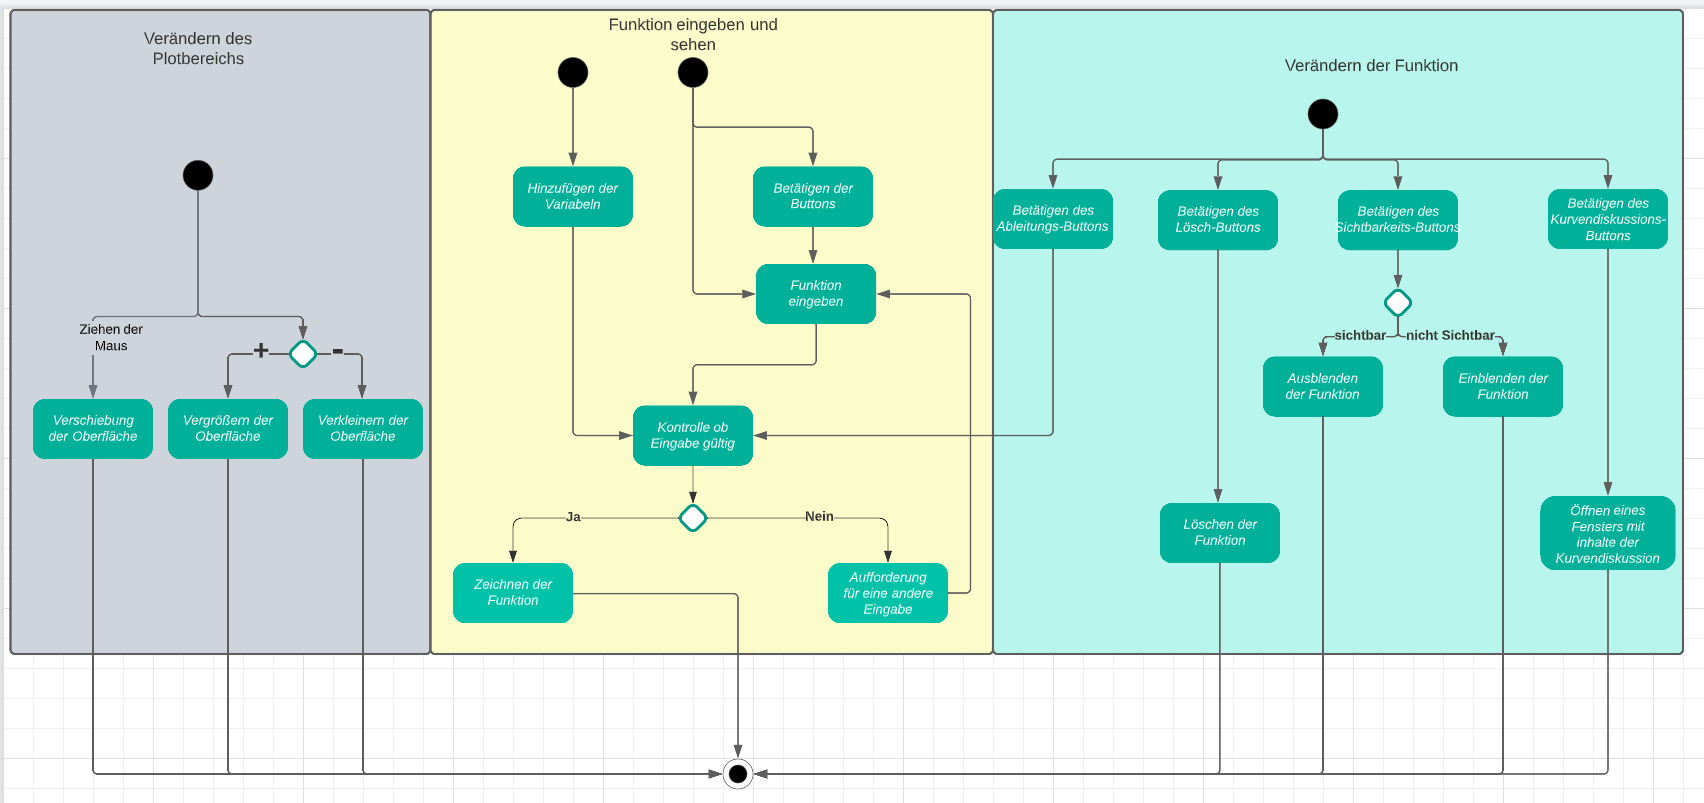 Verändern des
Plotbereichs
Funktion eingeben und
sehen
Verändern der Funktion
Hinzufügen der
Variabeln
Betätigen der
Buttons
Betätigen des
Ableitungs-Buttons
Betätigen des
Lösch-Buttons
Betätigen des
Sichtbarkeits-Buttons
Betätigen des
Kurvendiskussions-
Buttons
Funktion
eingeben
Ziehen der
Maus
+
-
sichtbar
nicht Sichtbar
Verschiebung
der Oberfläche
Vergrößern der
Oberfläche
Verkleinern der
Oberfläche
Kontrolle ob
Eingabe gültig
Ausblenden
der Funktion
Einblenden der
Funktion
Ja
Nein
Löschen der
Funktion
Öffnen eines
Fensters mit
inhalte der
Kurvendiskussion
Zeichnen der
Funktion
Aufforderung
für eine andere
Eingabe